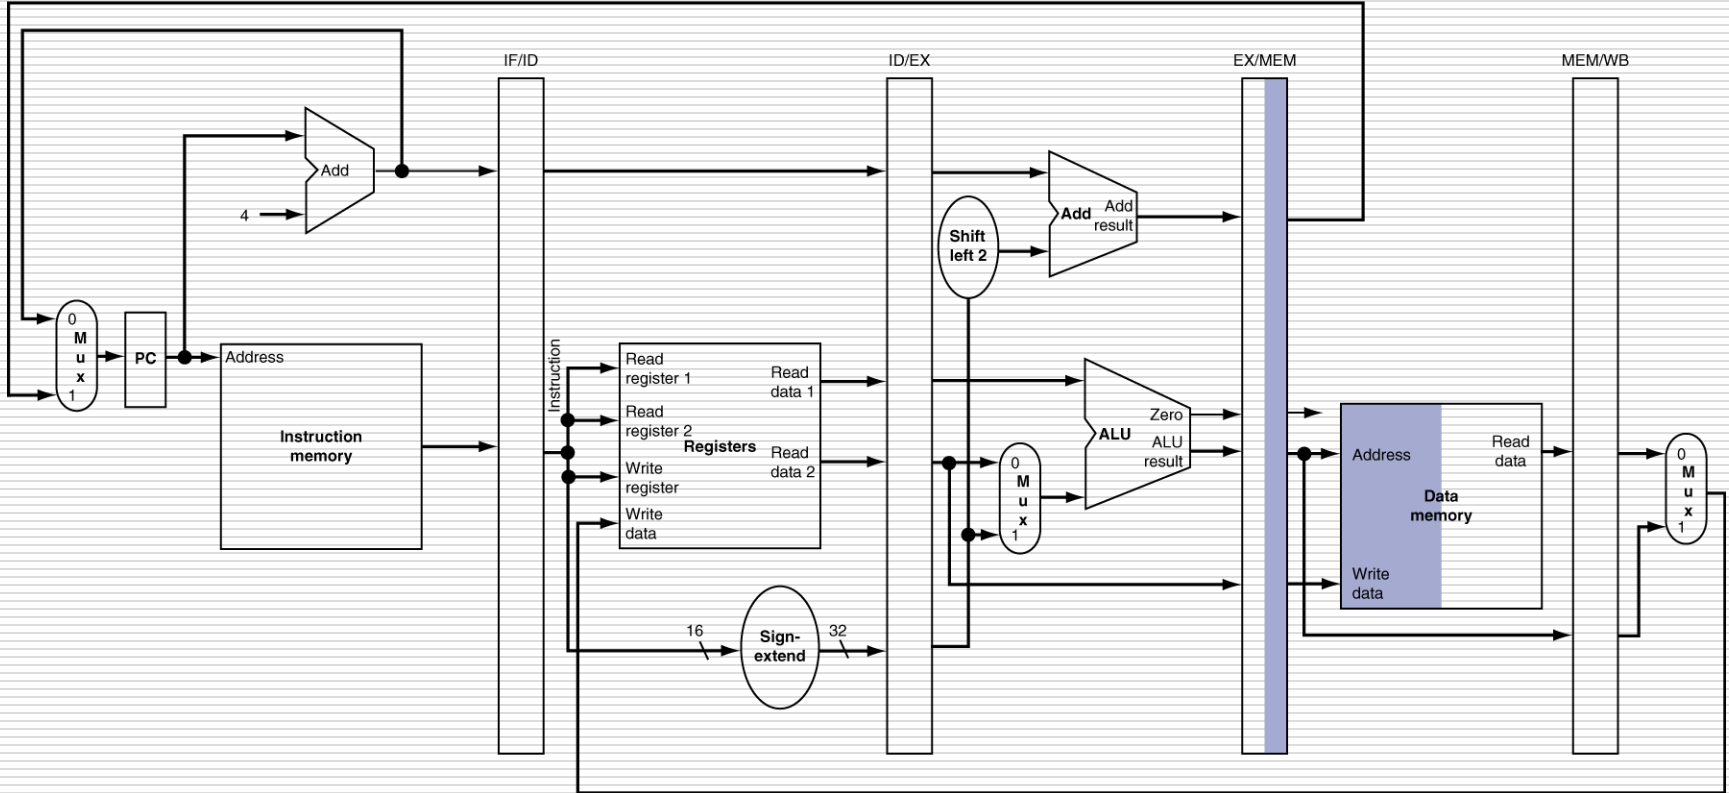 IF/ID
ID/EX
EX/MEM
MEM/WB
Add
4
Add
Add
result
Shift
left 2
0
M
u
x
1
PC
Address
Instruction
memory
Instruction
Read
register 1
Read
register 2
Write
register
Write
data
Registers
Read
data 1
Read
data 2
16
Sign-
extend
32
0
M
u
x
1
Zero
ALU
ALU
result
Address
Read
data
Data
memory
Write
data
0
M
u
x
1